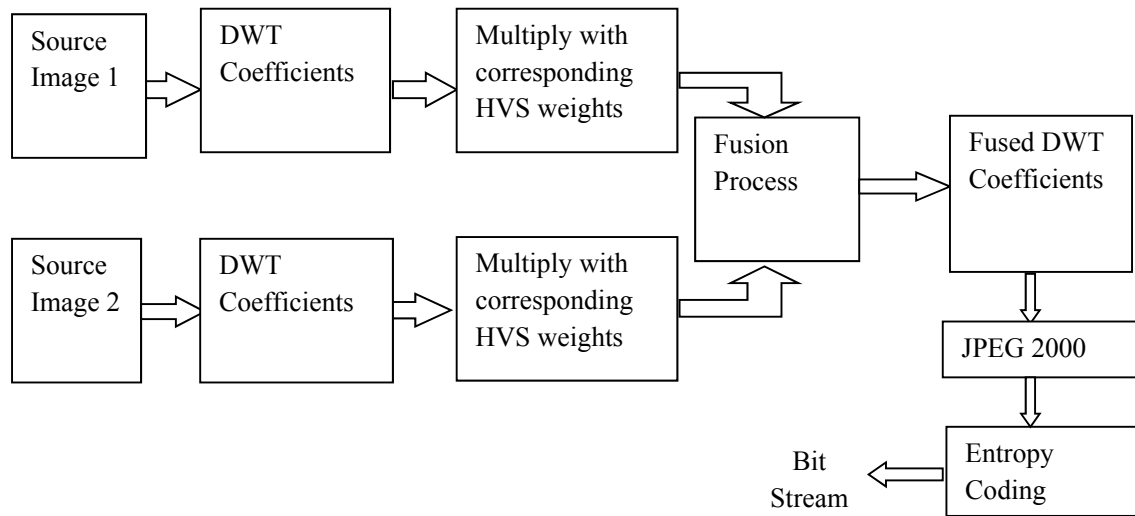 Source
Image 1
DWT
Coefficients
Multiply with
corresponding
HVS weights
Fusion
Process
Fused DWT
Coefficients
Source
Image 2
DWT
Coefficients
Multiply with
corresponding
HVS weights
JPEG 2000
Entropy
Coding
Bit
Stream